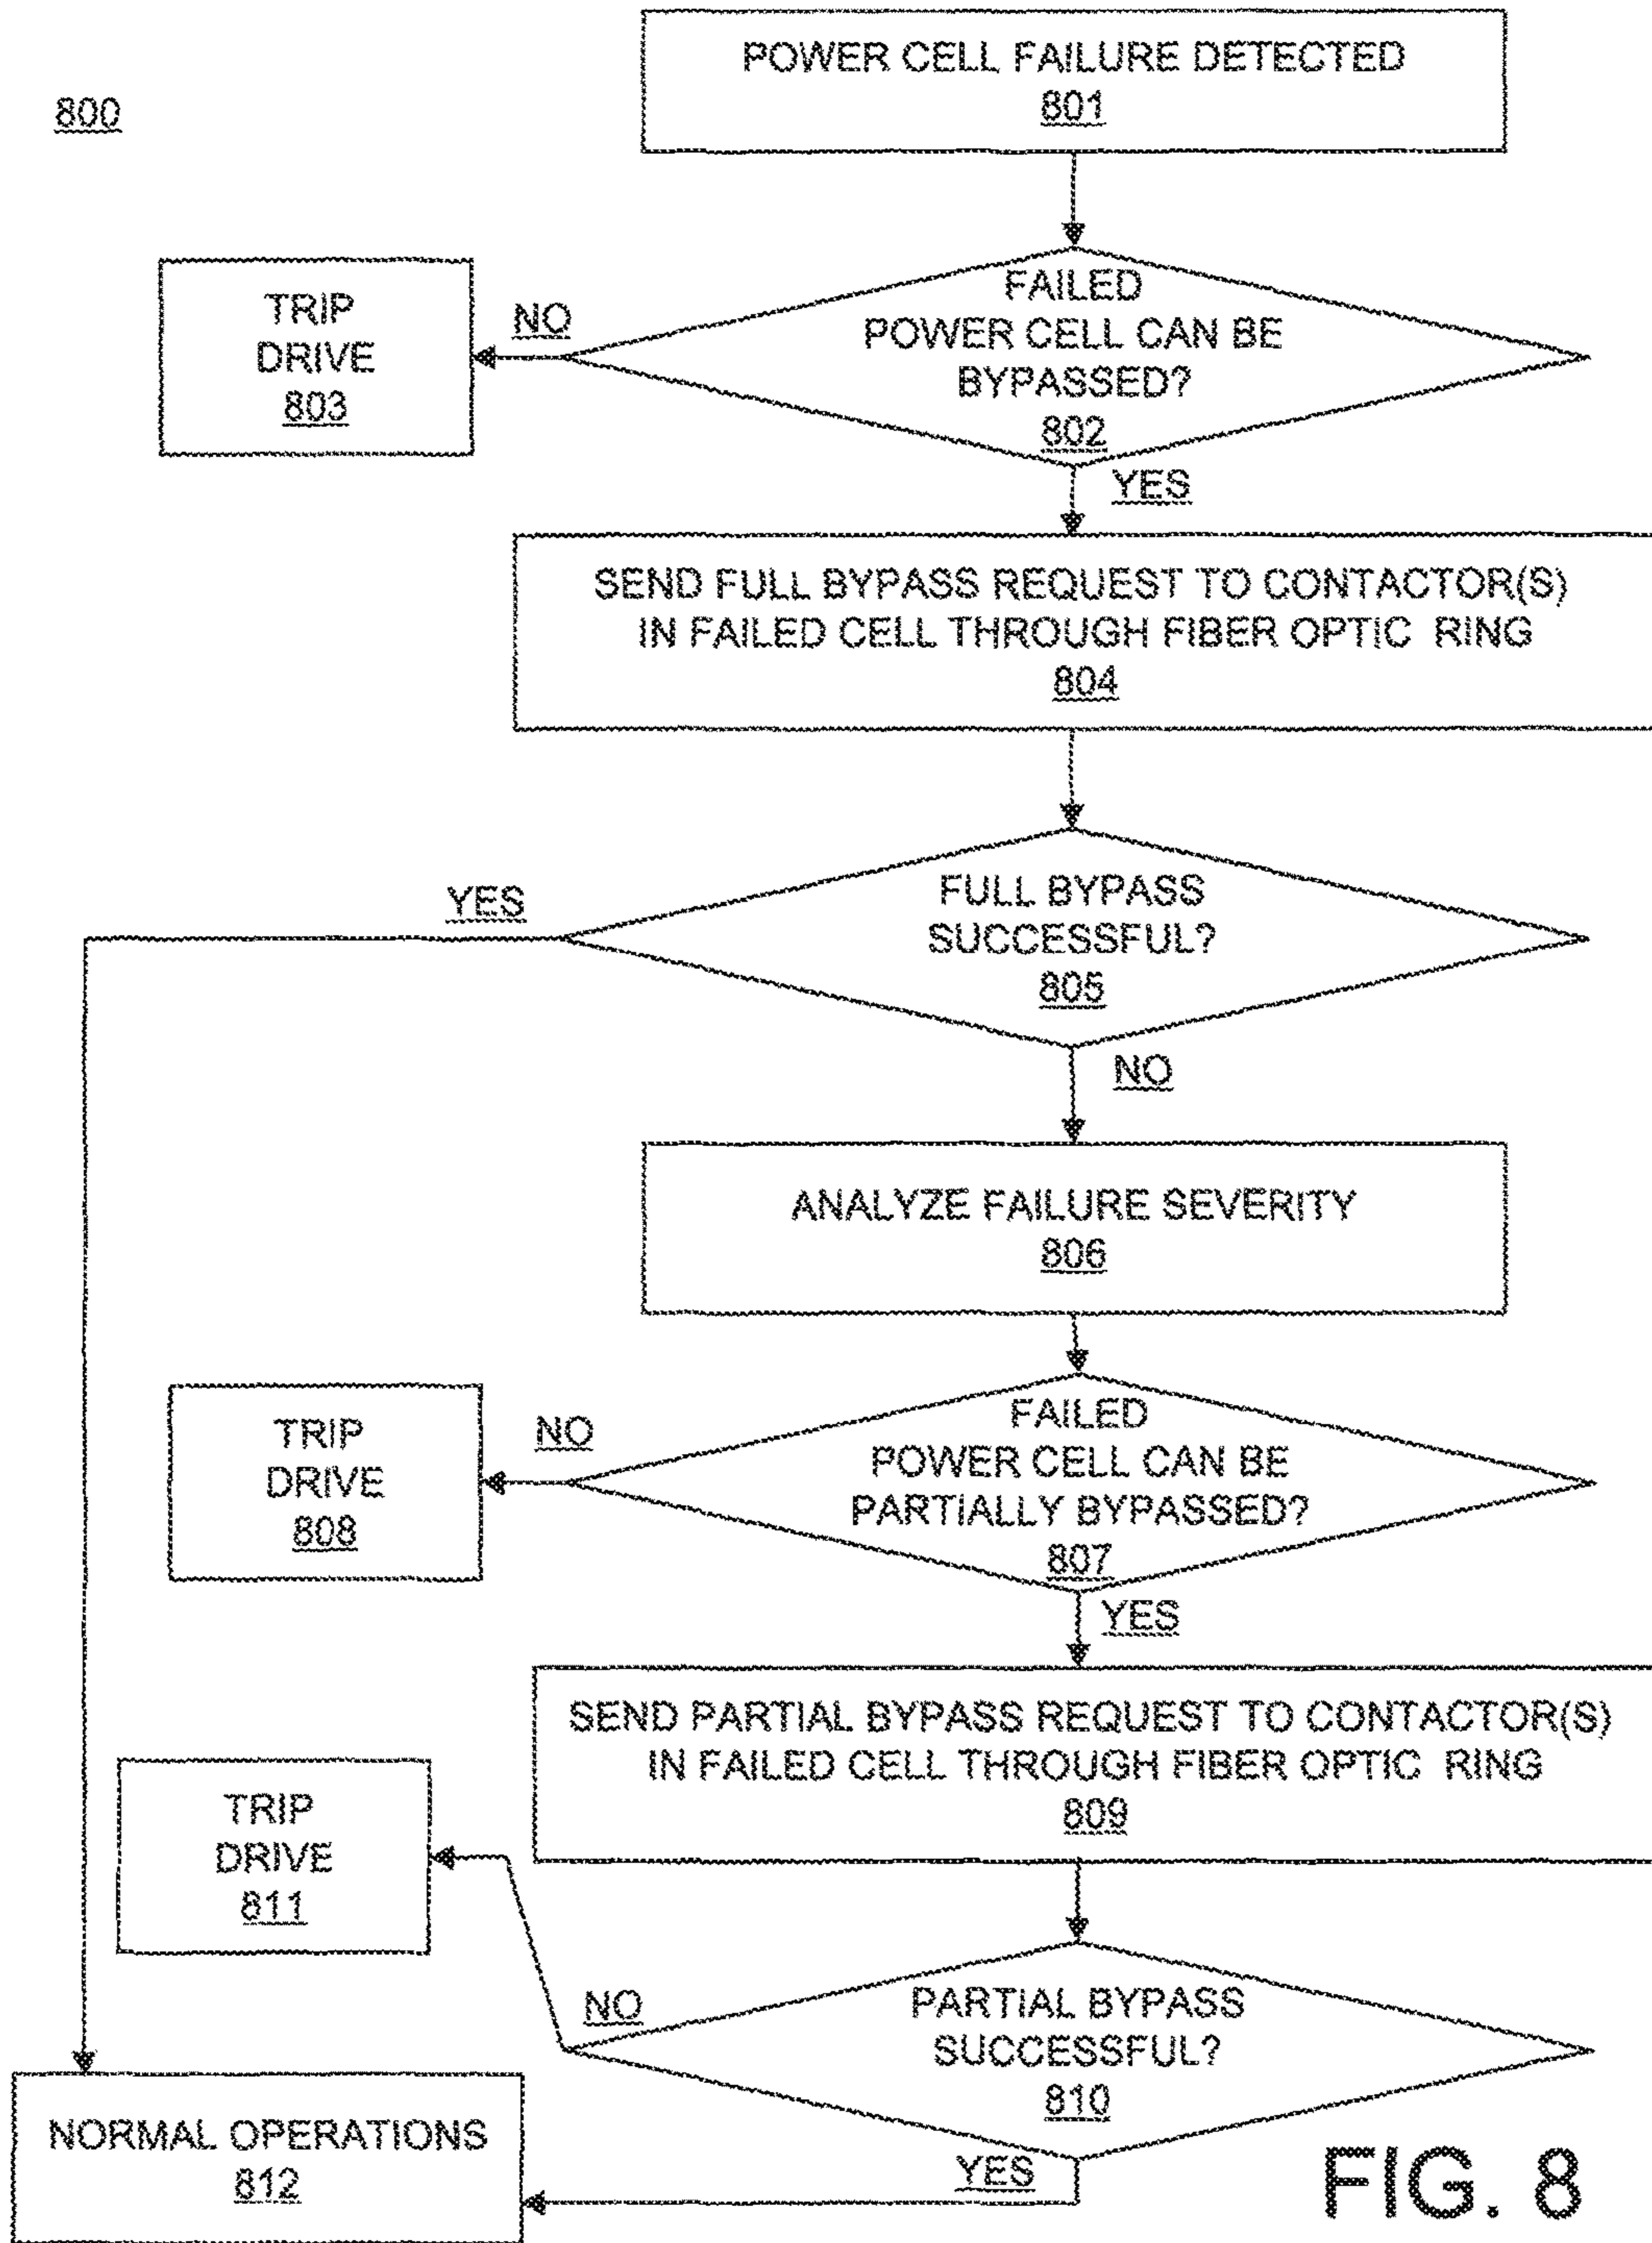 POWER CELL FAILURE DETECTED
801
800
FAILED
POWER CELL CAN BE
BYPASSED?
802
NO
TRIP
DRIVE
803
YES
SEND FULL BYPASS REQUEST TO CONTACTOR(S)
IN FAILED CELL THROUGH FIBER OPTIC RING
804
FULL BYPASS
SUCCESSFUL?
805
YES
NO
ANALYZE FAILURE SEVERITY
806
FAILED
POWER CELL CAN BE
PARTIALLY BYPASSED?
807
NO
TRIP
DRIVE
808
YES
SEND PARTIAL BYPASS REQUEST TO CONTACTOR(S)
IN FAILED CELL THROUGH FIBER OPTIC RING
809
TRIP
DRIVE
811
NO
PARTIAL BYPASS
SUCCESSFUL?
810
YES
NORMAL OPERATIONS
812
FIG. 8